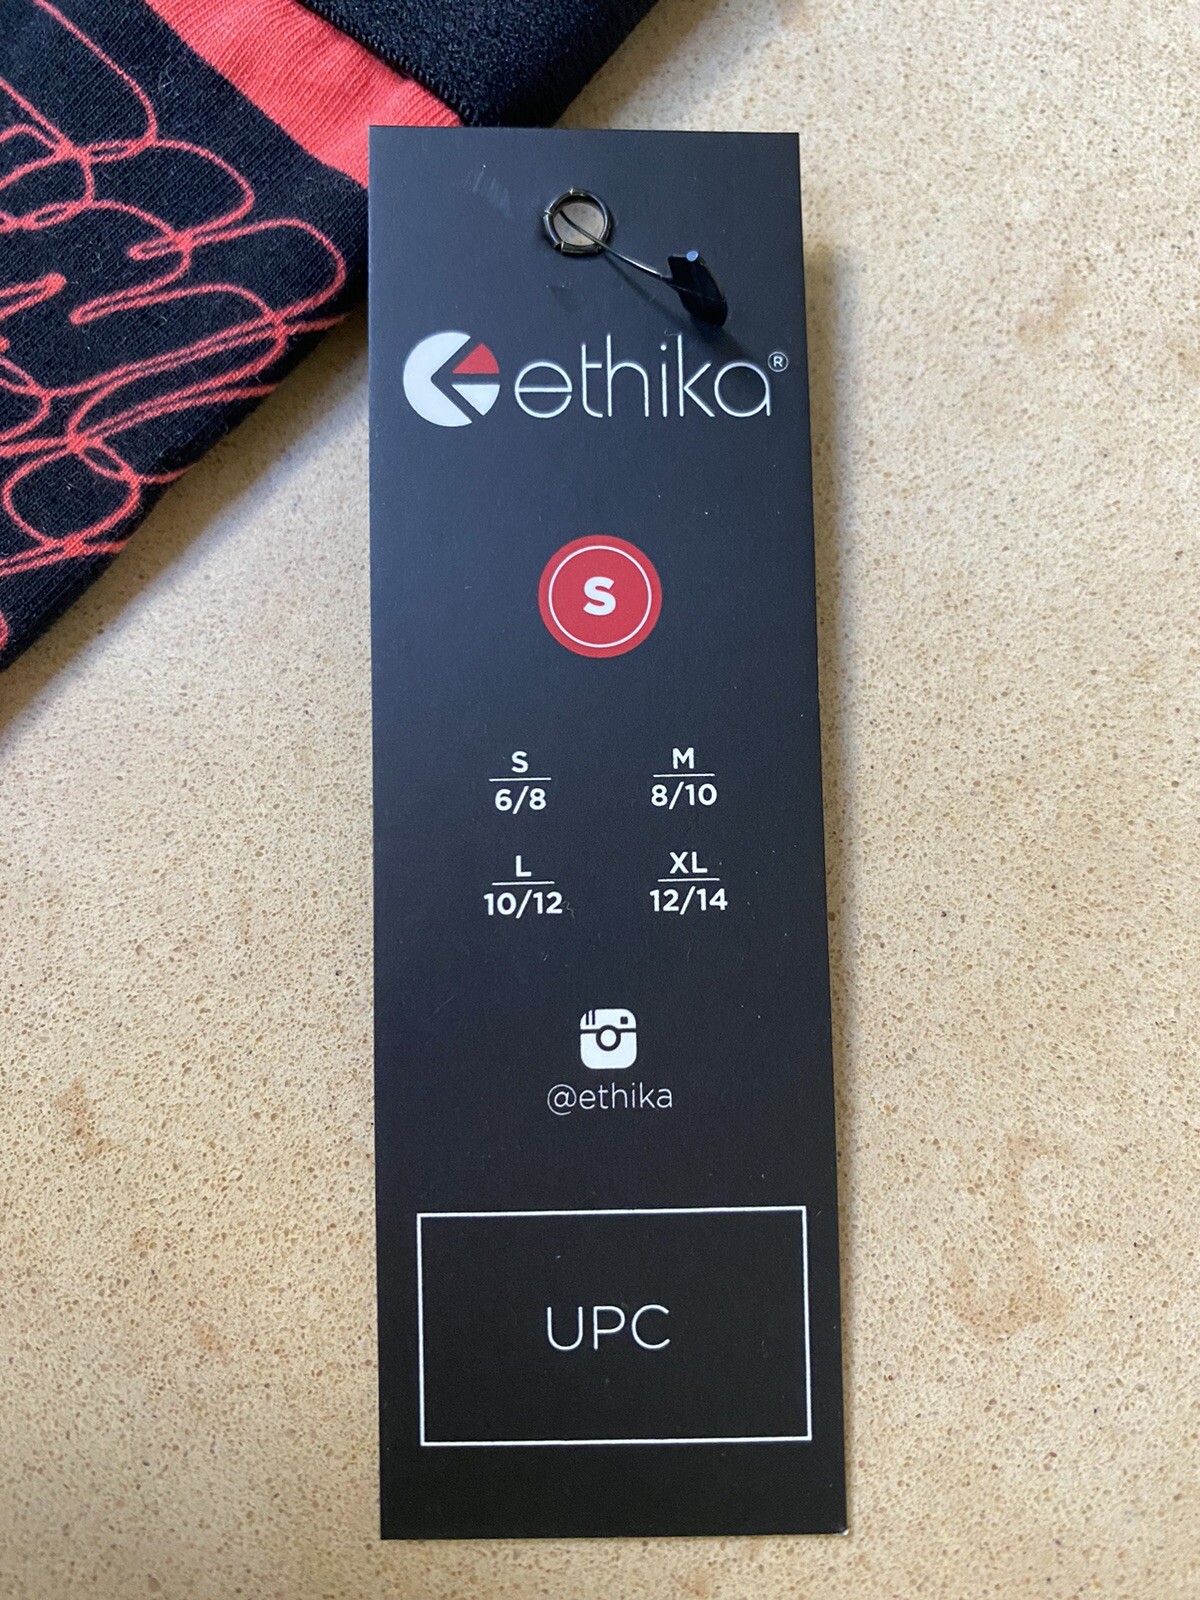 ethika®
S
S M
6/8 8/10
L XL
10/12 12/14
@ethika
UPC